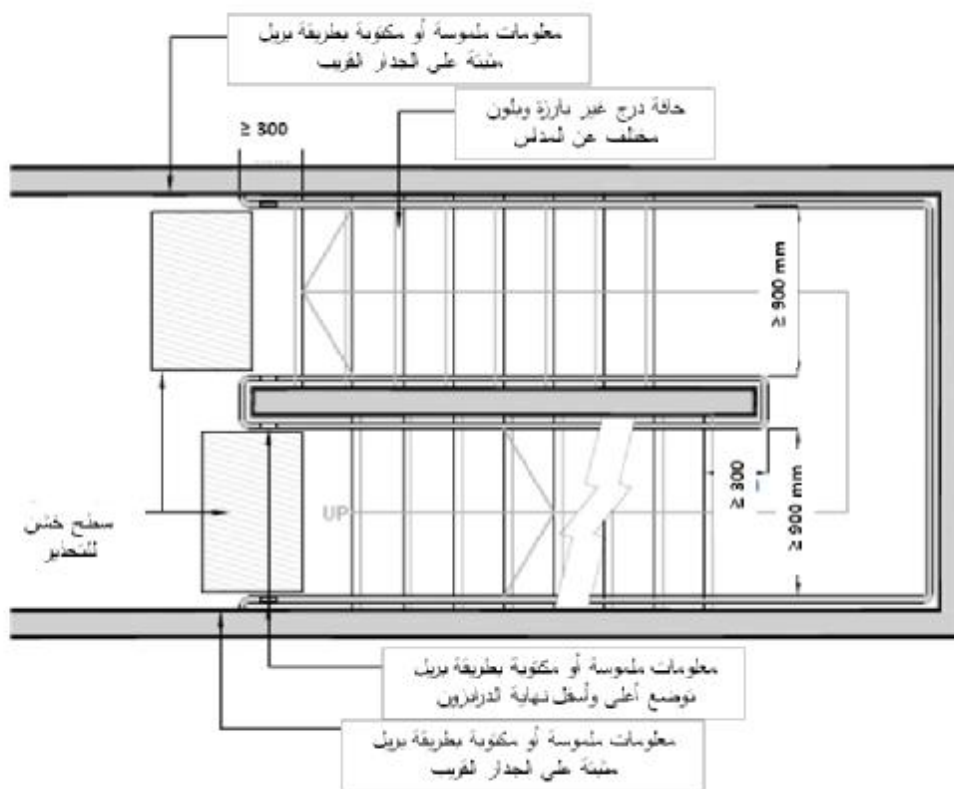 معلومات ملموسة أو مكتوبة بطريقة بريل
مثبتة على الجدار القريب
حافة درج غير بارزة وبلون
مختلف عن المداس
≥ 300
≥ 900 mm
≥ 300
≥ 900 mm
UP
سطح خشن
للتحذير
معلومات ملموسة أو مكتوبة بطريقة بريل
توضع أعلى وأسفل نهاية الدرابزون
معلومات ملموسة أو مكتوبة بطريقة بريل
مثبتة على الجدار القريب